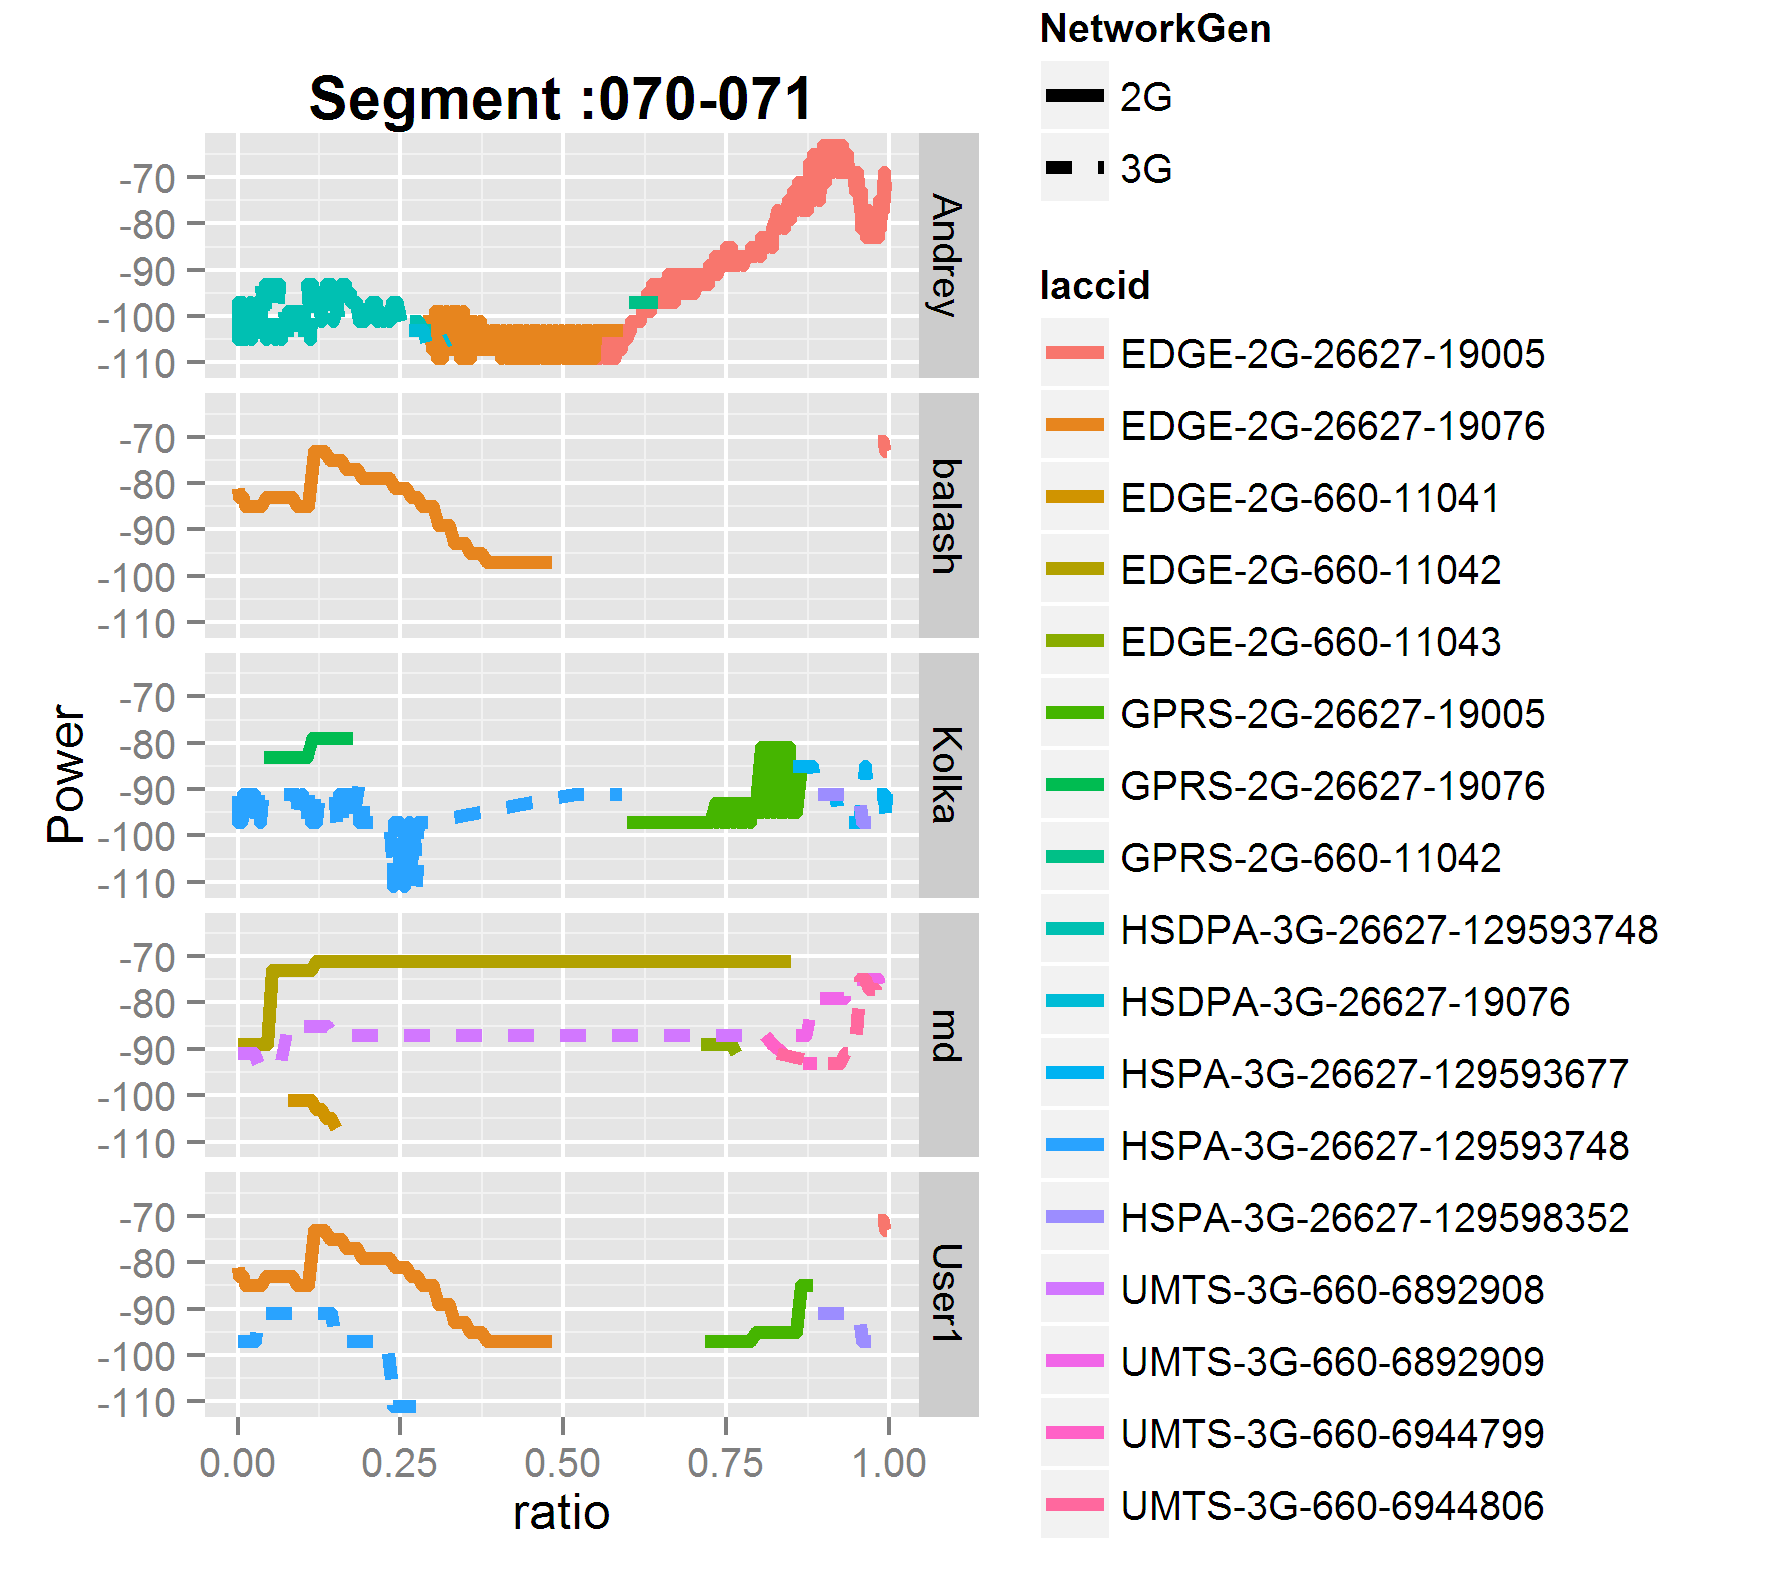 Segment :070-071
Power
-70
-80
-90
-100
-110
Andrey
-70
-80
-90
-100
-110
balash
-70
-80
-90
-100
-110
Kolka
-70
-80
-90
-100
-110
md
-70
-80
-90
-100
-110
User1
0.00 0.25 0.50 0.75 1.00
ratio
NetworkGen
2G
3G
laccid
EDGE-2G-26627-19005
EDGE-2G-26627-19076
EDGE-2G-660-11041
EDGE-2G-660-11042
EDGE-2G-660-11043
GPRS-2G-26627-19005
GPRS-2G-26627-19076
GPRS-2G-660-11042
HSDPA-3G-26627-129593748
HSDPA-3G-26627-19076
HSPA-3G-26627-129593677
HSPA-3G-26627-129593748
HSPA-3G-26627-129598352
UMTS-3G-660-6892908
UMTS-3G-660-6892909
UMTS-3G-660-6944799
UMTS-3G-660-6944806